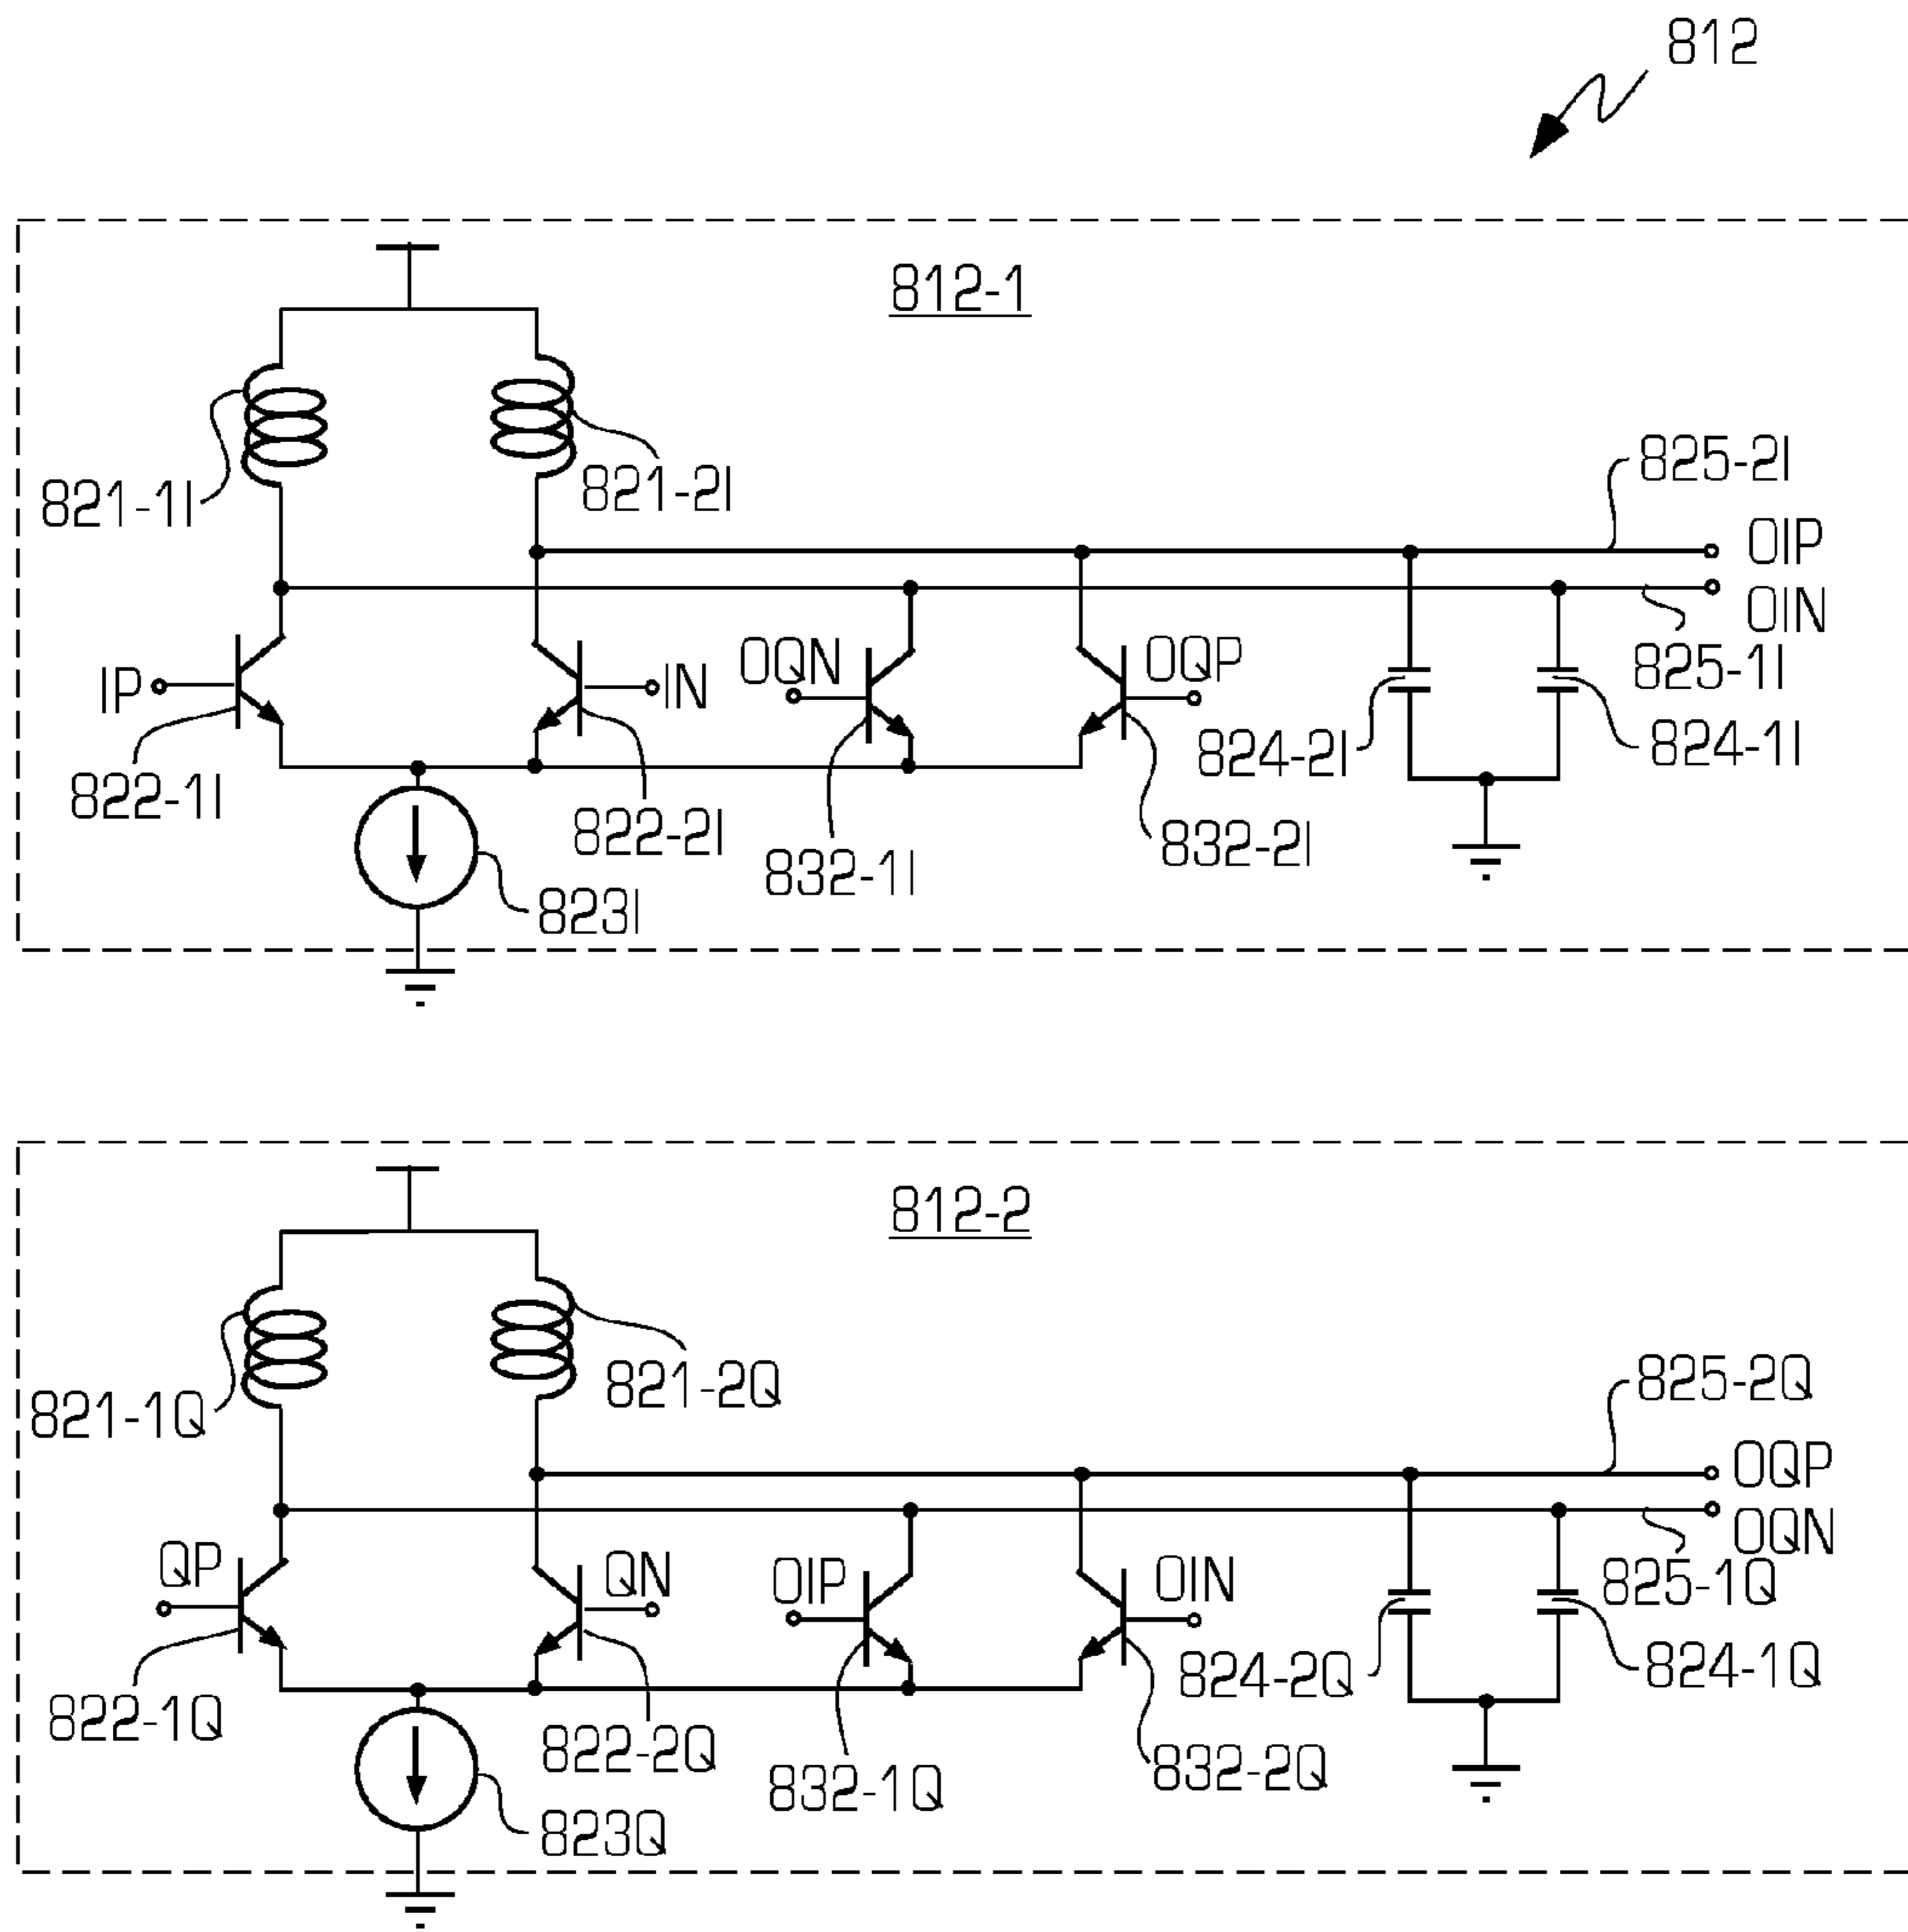 812
812-1
821-1I
821-2I
825-2I
OIP
OIN
825-1I
IP
IN
OQN
OQP
824-2I
824-1I
822-1I
822-2I
832-1I
832-2I
823I
812-2
821-1Q
821-2Q
825-2Q
OQP
OQN
825-1Q
QP
QN
OIP
OIN
824-2Q
824-1Q
822-1Q
822-2Q
832-1Q
832-2Q
823Q